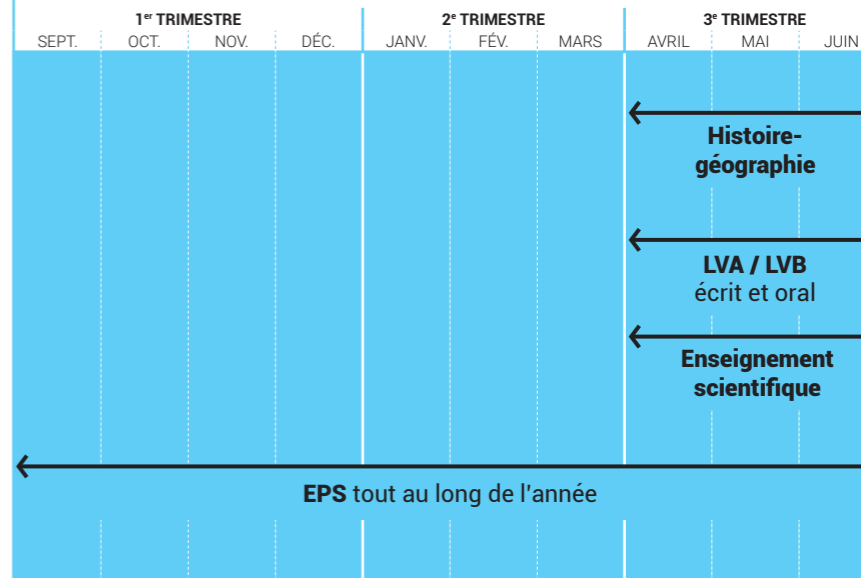 1er TRIMESTRE 2e TRIMESTRE 3e TRIMESTRE
SEPT. OCT. NOV. DÉC. JANV. FÉV. MARS AVRIL MAI JUIN
Histoire-
géographie
LVA / LVB
écrit et oral
Enseignement
scientifique
EPS tout au long de l'année